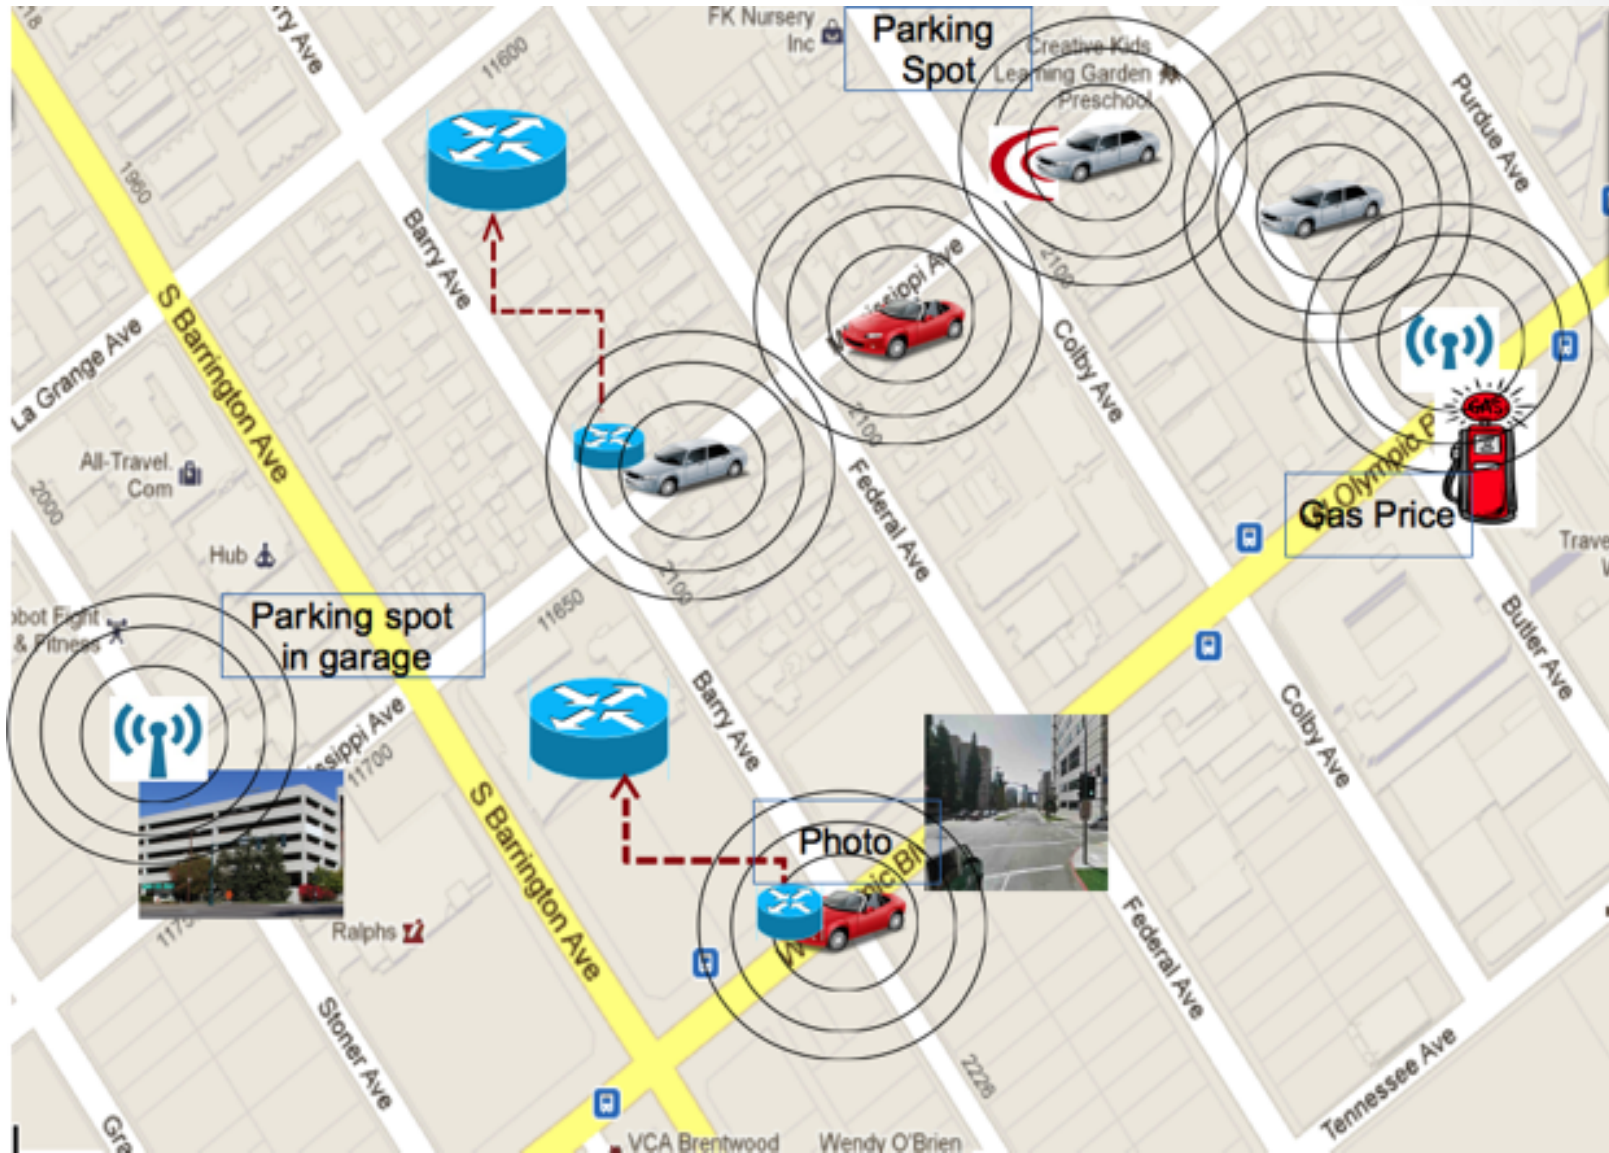 FK Nursery
Inc
Parking
Spot
Creative Kids
Learning Garden
Preschool
11600
Purdue Ave
1960
Barry Ave
2100
La Grange Ave
S Barrington Ave
Colby Ave
All-Travel.
Com
2000
2100
GAS
Gas Price
Federal Ave
Hub
2100
11650
Parking spot
in garage
& Fitness
Butler Ave
Barry Ave
11700
Colby Ave
S Barrington Ave
Photo
Ralphs
Federal Ave
Stoner Ave
2226
Tennessee Ave
VCA Brentwood
Wendy O'Brien